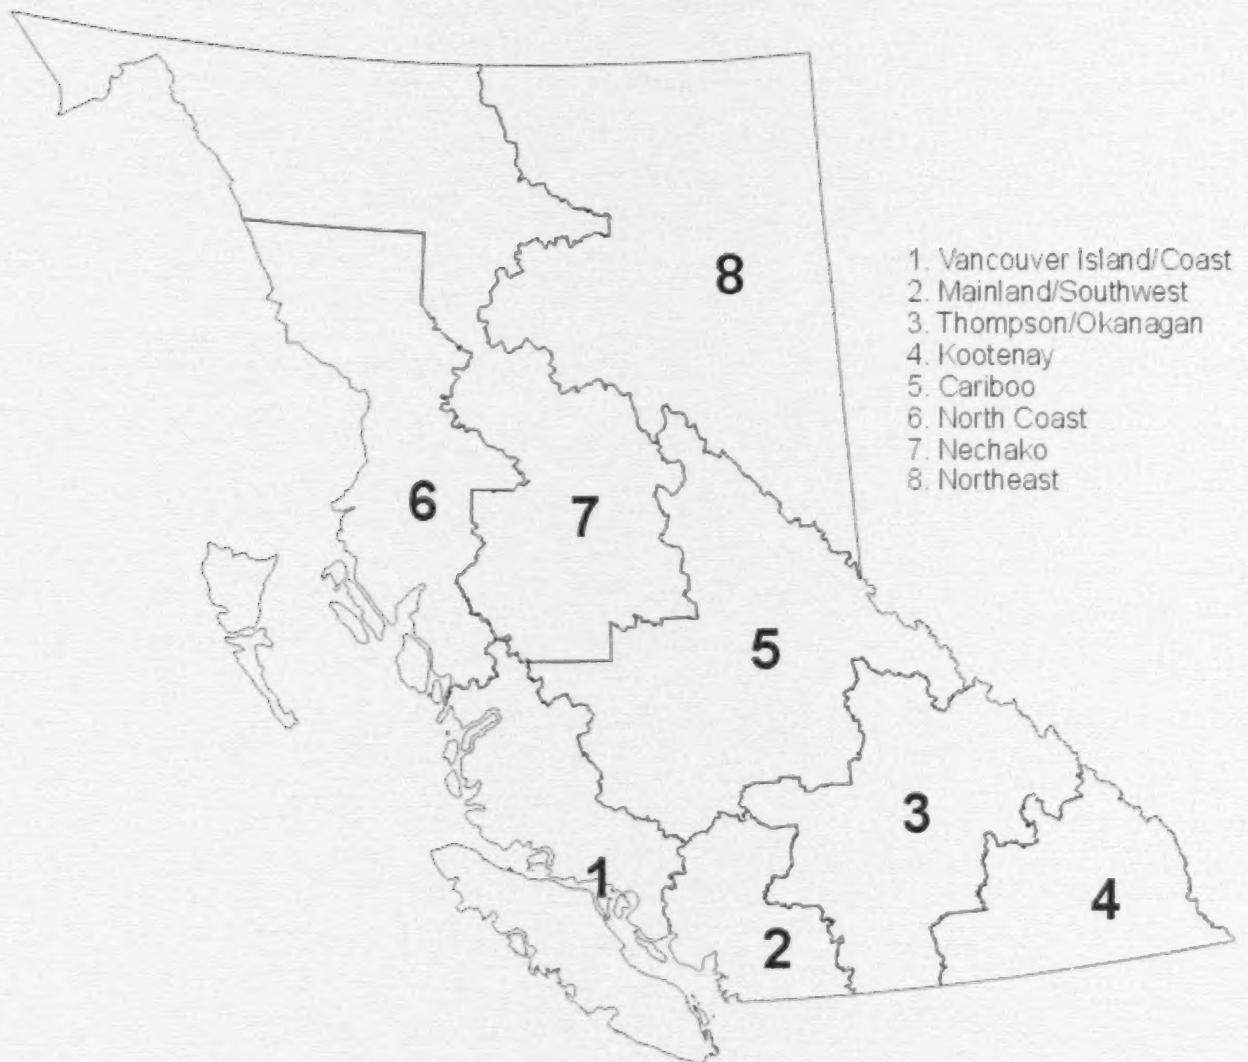 8
1. Vancouver Island/Coast
2. Mainland/Southwest
3. Thompson/Okanagan
4. Kootenay
5. Cariboo
6. North Coast
7. Nechako
8. Northeast
6
7
5
3
1
4
2